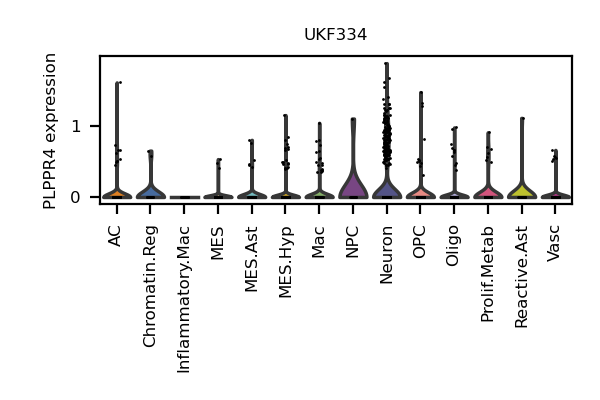 UKF334
PLPPR4 expression
1
0
AC
Chromatin.Reg
Inflammatory.Mac
MES
MES.Ast
MES.Hyp
Mac
NPC
Neuron
OPC
Oligo
Prolif.Metab
Reactive.Ast
Vasc